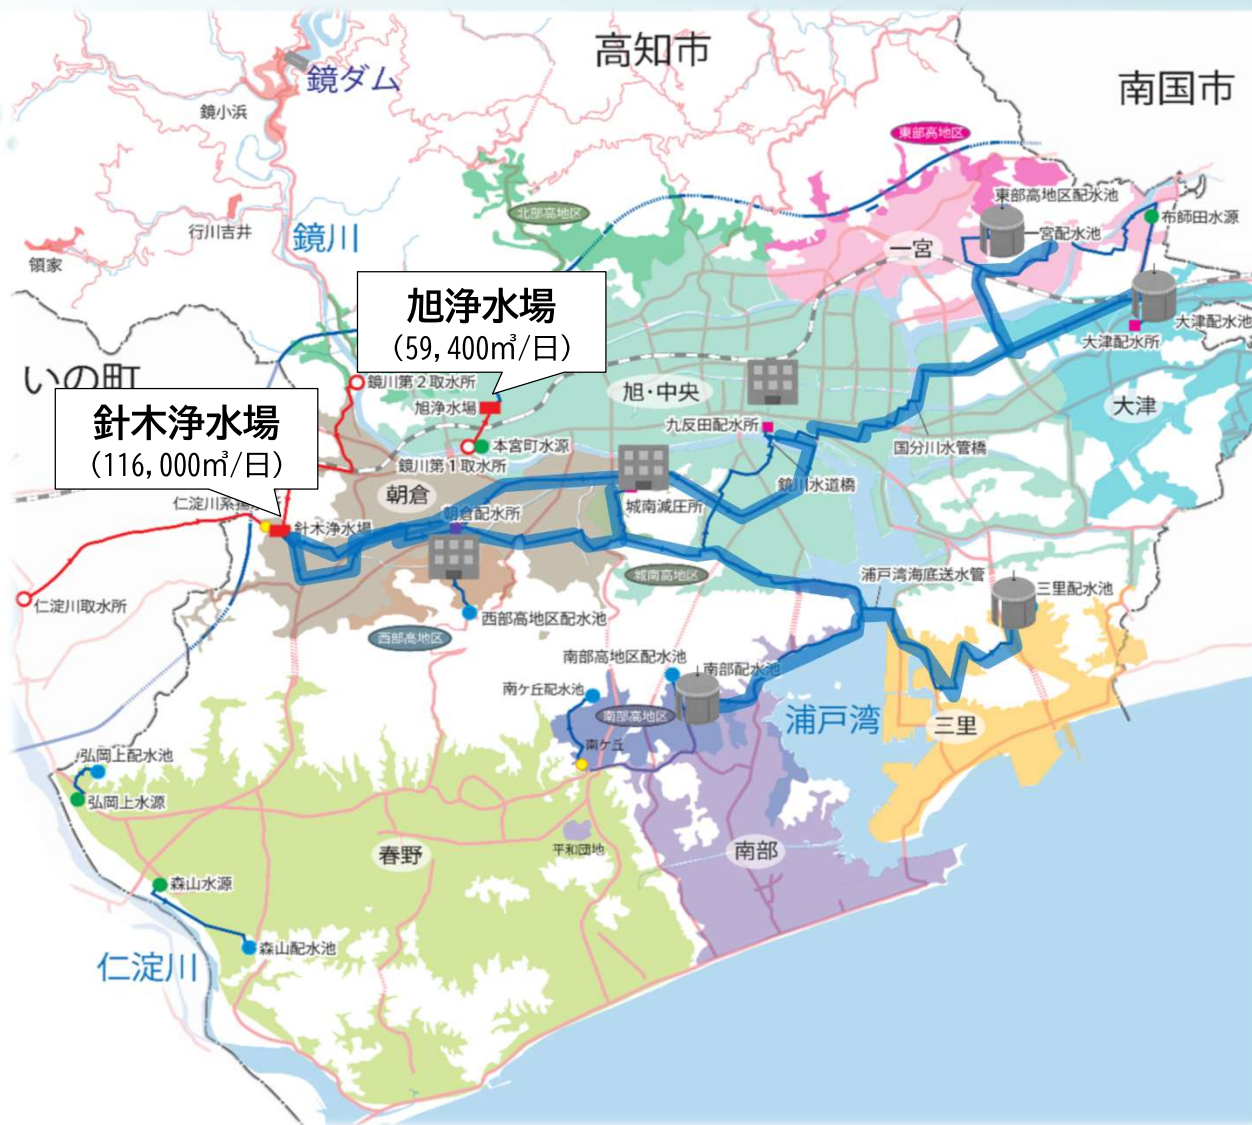 高知市
南国市
鏡ダム
鏡小浜
東部高地区
東部高地区配水池
北部高地区
布師田水源
行川吉井
鏡川
一宮配水池
一宮
領家
旭浄水場
(59,400㎥/日)
大津配水池
大津配水所
いの町
鏡川第2取水所
旭・中央
旭浄水場
大津
針木浄水場
(116,000㎥/日)
九反田配水所
本宮町水源
国分川水管橋
鏡川第1取水所
鏡川水道橋
朝倉
仁淀川系揚
城南減圧所
朝倉配水所
針木浄水場
城南高地区
浦戸湾海底送水管
三里配水池
仁淀川取水所
西部高地区配水池
西部高地区
南部高地区配水池
南部配水池
南ケ丘配水池
南部高地区
浦戸湾
三里
南ケ丘
弘岡上配水池
弘岡上水源
春野
平和団地
南部
森山水源
森山配水池
仁淀川